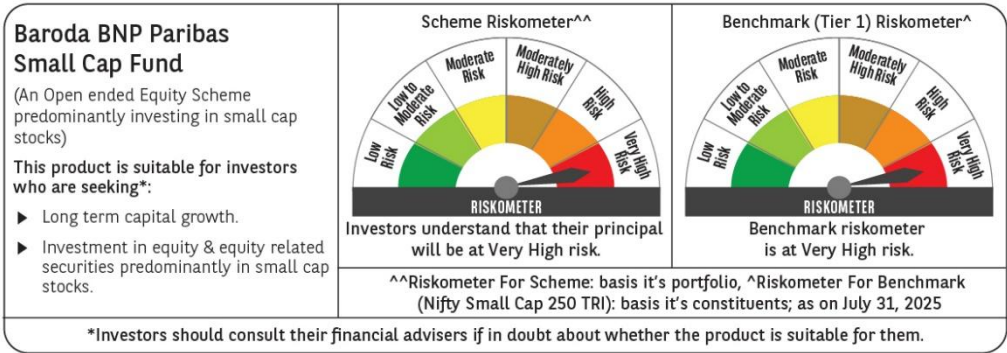 Baroda BNP Paribas
Small Cap Fund
(An Open ended Equity Scheme
predominantly investing in small cap
stocks)
This product is suitable for investors
who are seeking*:
▶ Long term capital growth.
▶ Investment in equity & equity related
securities predominantly in small cap
stocks.
Scheme Riskometer^^
Low
Risk
Low to
Moderate
Risk
Moderate
Risk
Moderately
High Risk
High
Risk
Very High
Risk
RISKOMETER
Investors understand that their principal
will be at Very High risk.
Benchmark (Tier 1) Riskometer^
Low
Risk
Low to
Moderate
Risk
Moderate
Risk
Moderately
High Risk
High
Risk
Very High
Risk
RISKOMETER
Benchmark riskometer
is at Very High risk.
^^Riskometer For Scheme: basis it's portfolio, ^Riskometer For Benchmark
(Nifty Small Cap 250 TRI): basis it's constituents; as on July 31, 2025
*Investors should consult their financial advisers if in doubt about whether the product is suitable for them.